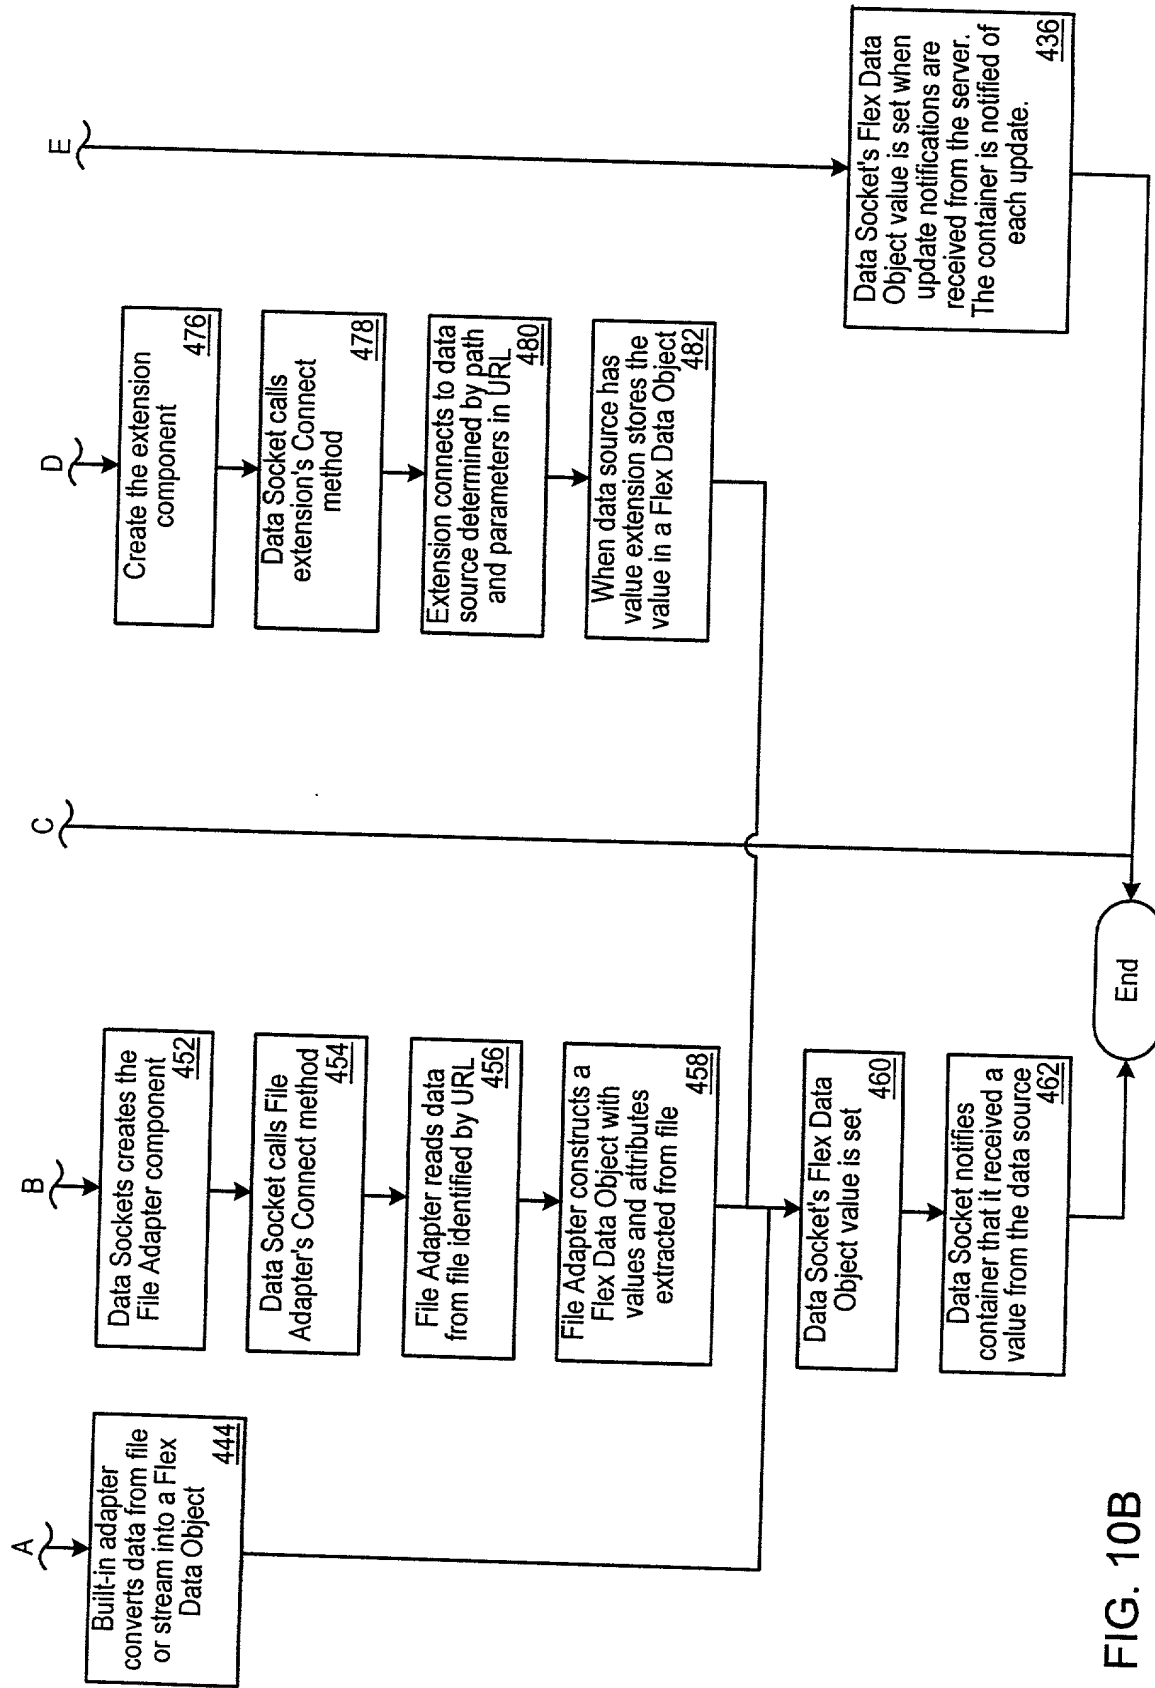 A
Built-in adapter
converts data from file
or stream into a Flex
Data Object
444
B
Data Sockets creates the
File Adapter component
452
Data Socket calls File
Adapter's Connect method
454
File Adapter reads data
from file identified by URL
456
File Adapter constructs a
Flex Data Object with
values and attributes
extracted from file
458
Data Socket's Flex Data
Object value is set
460
Data Socket notifies
container that it received a
value from the data source
462
C
End
D
Create the extension
component
476
Data Socket calls
extension's Connect
method
478
Extension connects to data
source determined by path
and parameters in URL
480
When data source has
value extension stores the
value in a Flex Data Object
482
E
Data Socket's Flex Data
Object value is set when
update notifications are
received from the server.
The container is notified of
each update.
436
FIG. 10B